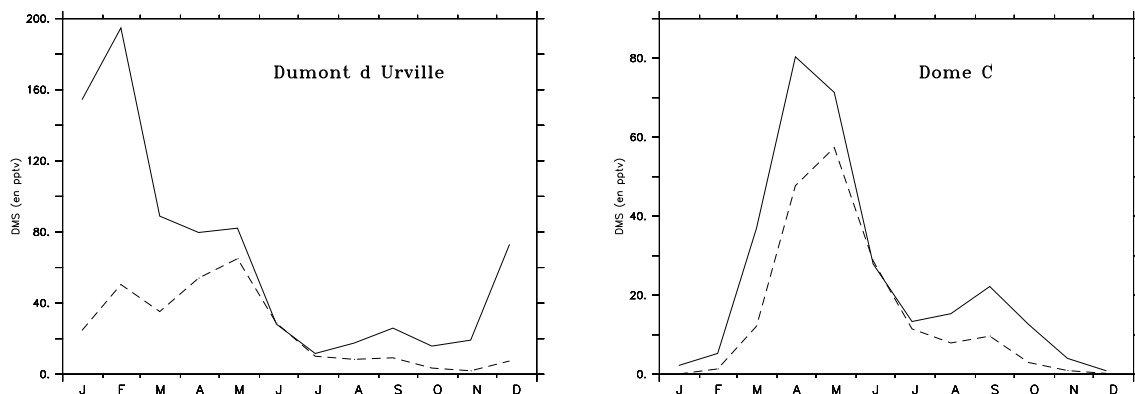 Dumont d Urville
DMS (en pptv)
200.
160.
120.
80.
40.
0.
J F M A M J J A S O N D
Dome C
DMS (en pptv)
80.
60.
40.
20.
0.
J F M A M J J A S O N D